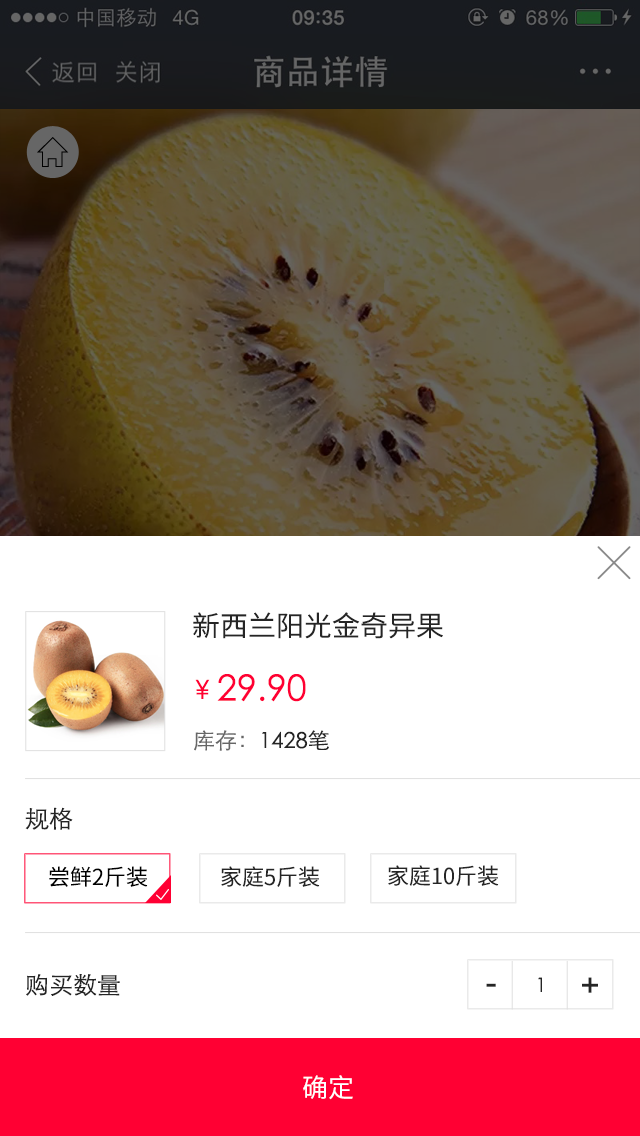 中国移动 4G 09:35 68%
返回 关闭 商品详情
新西兰阳光金奇异果
¥ 29.90
库存：1428笔
规格
尝鲜2斤装 家庭5斤装 家庭10斤装
购买数量 - 1 +
确定